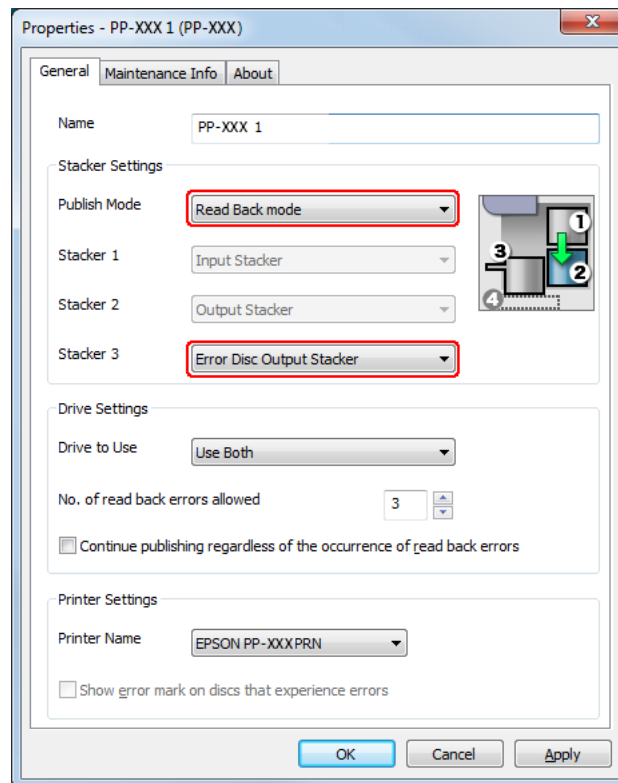 Properties - PP-XXX 1 (PP-XXX)
General Maintenance Info About
Name PP-XXX 1
Stacker Settings
Publish Mode Read Back mode
Stacker 1 Input Stacker
Stacker 2 Output Stacker
Stacker 3 Error Disc Output Stacker
1
3
2
4
Drive Settings
Drive to Use Use Both
No. of read back errors allowed 3
Continue publishing regardless of the occurrence of read back errors
Printer Settings
Printer Name EPSON PP-XXXPRN
Show error mark on discs that experience errors
OK Cancel Apply